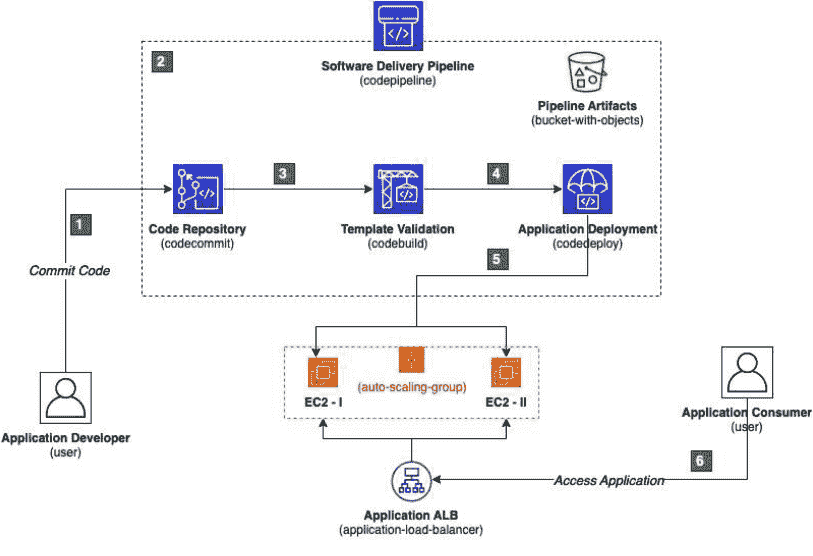 2
Software Delivery Pipeline
(codepipeline)
Pipeline Artifacts
(bucket-with-objects)
3
4
Code Repository
(codecommit)
Template Validation
(codebuild)
Application Deployment
(codedeploy)
1
Commit Code
5
EC2 - I
(auto-scaling-group)
EC2 - II
Application Developer
(user)
Application Consumer
(user)
6
Access Application
Application ALB
(application-load-balancer)